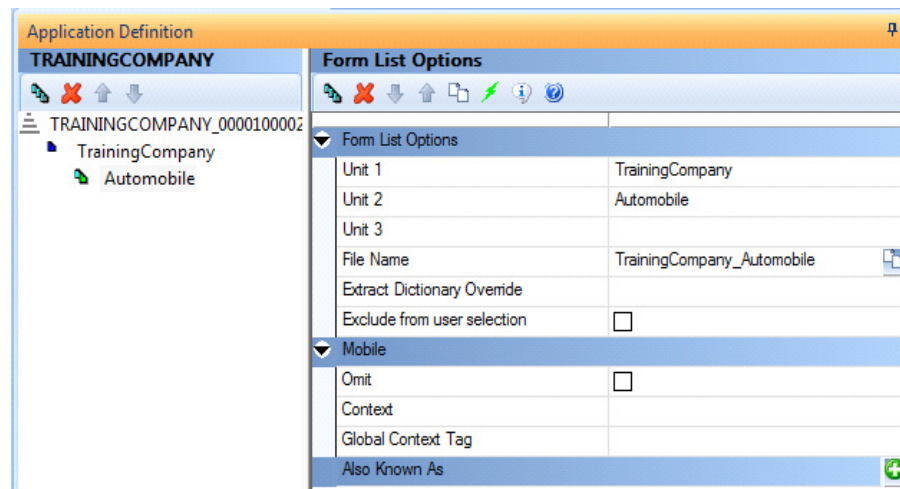 Application Definition
TRAININGCOMPANY
TRAININGCOMPANY_0000100002
TrainingCompany
Automobile
Form List Options
Form List Options
Unit 1 TrainingCompany
Unit 2 Automobile
Unit 3
File Name TrainingCompany_Automobile
Extract Dictionary Override
Exclude from user selection
Mobile
Omit
Context
Global Context Tag
Also Known As